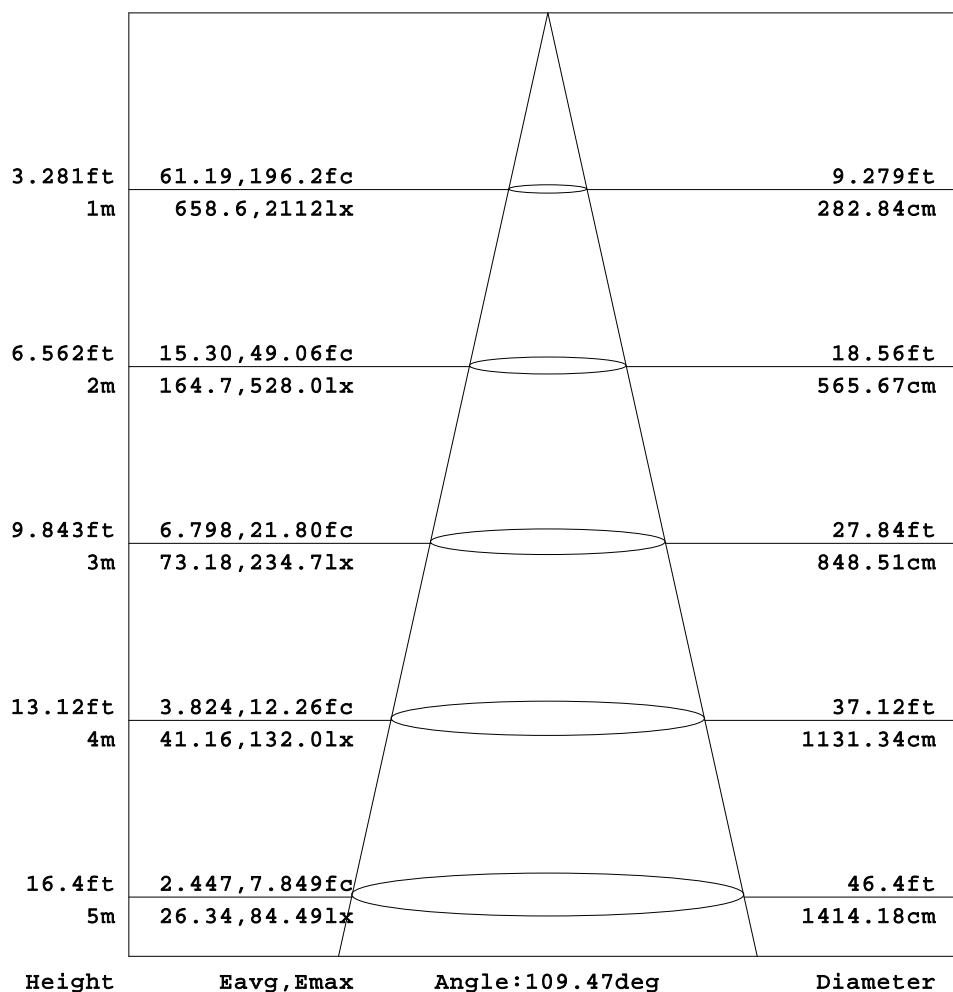 3.281ft 61.19,196.2fc 9.279ft
1m 658.6,2112lx 282.84cm
6.562ft 15.30,49.06fc 18.56ft
2m 164.7,528.0lx 565.67cm
9.843ft 6.798,21.80fc 27.84ft
3m 73.18,234.7lx 848.51cm
13.12ft 3.824,12.26fc 37.12ft
4m 41.16,132.0lx 1131.34cm
16.4ft 2.447,7.849fc 46.4ft
5m 26.34,84.49lx 1414.18cm
Height Eavg,Emax Angle:109.47deg Diameter